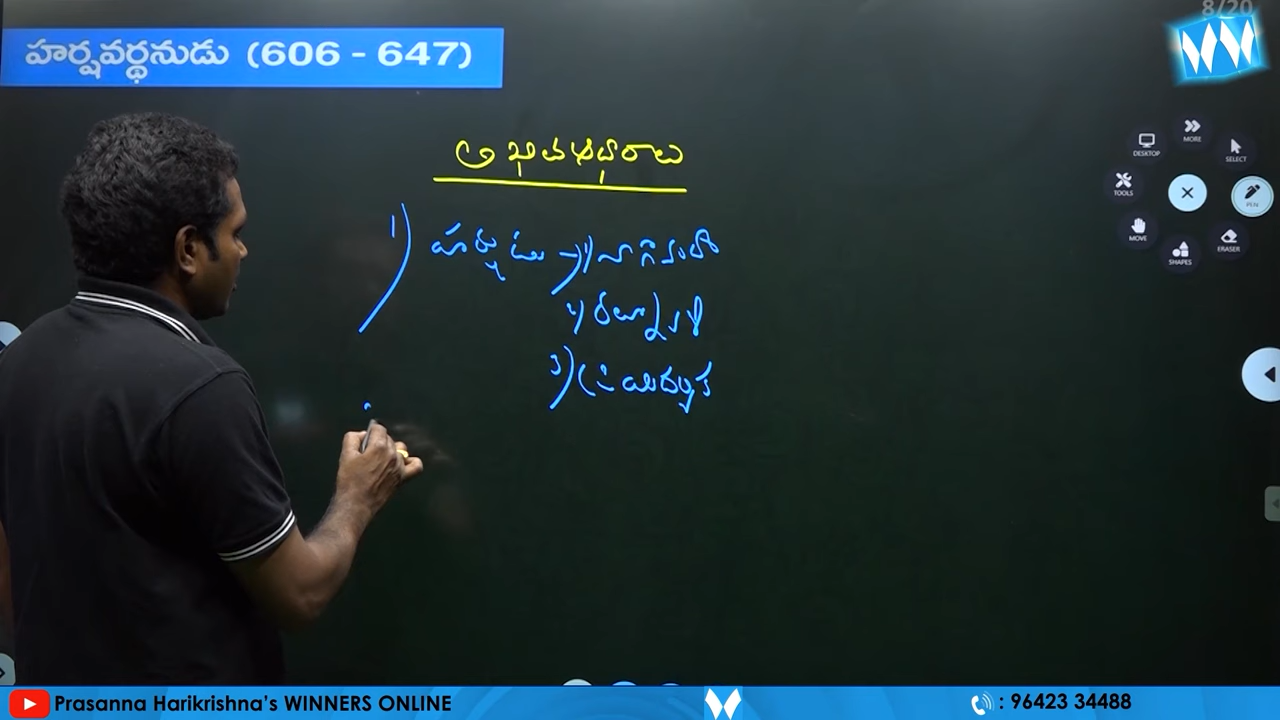 8/20
హర్షవర్ధనుడు (606 - 647)
ఆధారాలు
1) హర్షుడు → 1) నాగానంద
2) రత్నావళి
3) ప్రియదర్శిక
DESKTOP
MORE
SELECT
TOOLS
PEN
MOVE
SHAPES
ERASER
Prasanna Harikrishna's WINNERS ONLINE
: 96423 34488